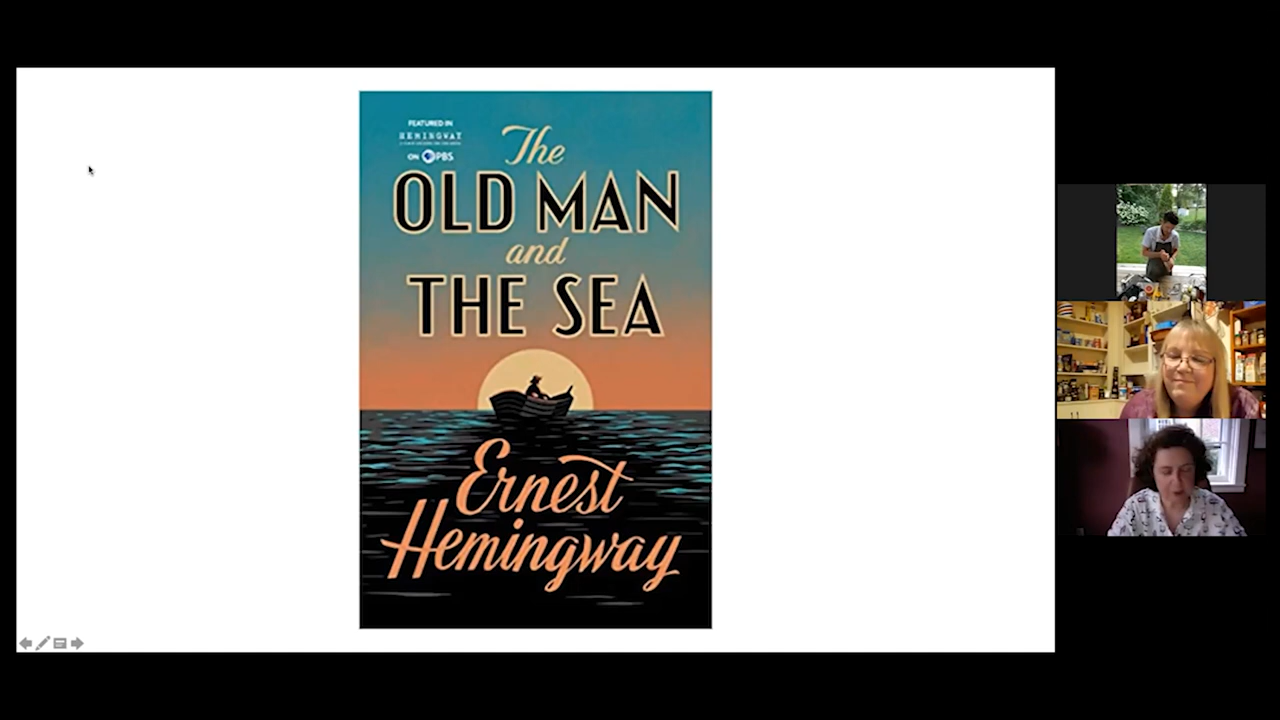 FEATURED IN
HEMINGWAY
ON PBS
The
OLD MAN
and
THE SEA
Ernest
Hemingway